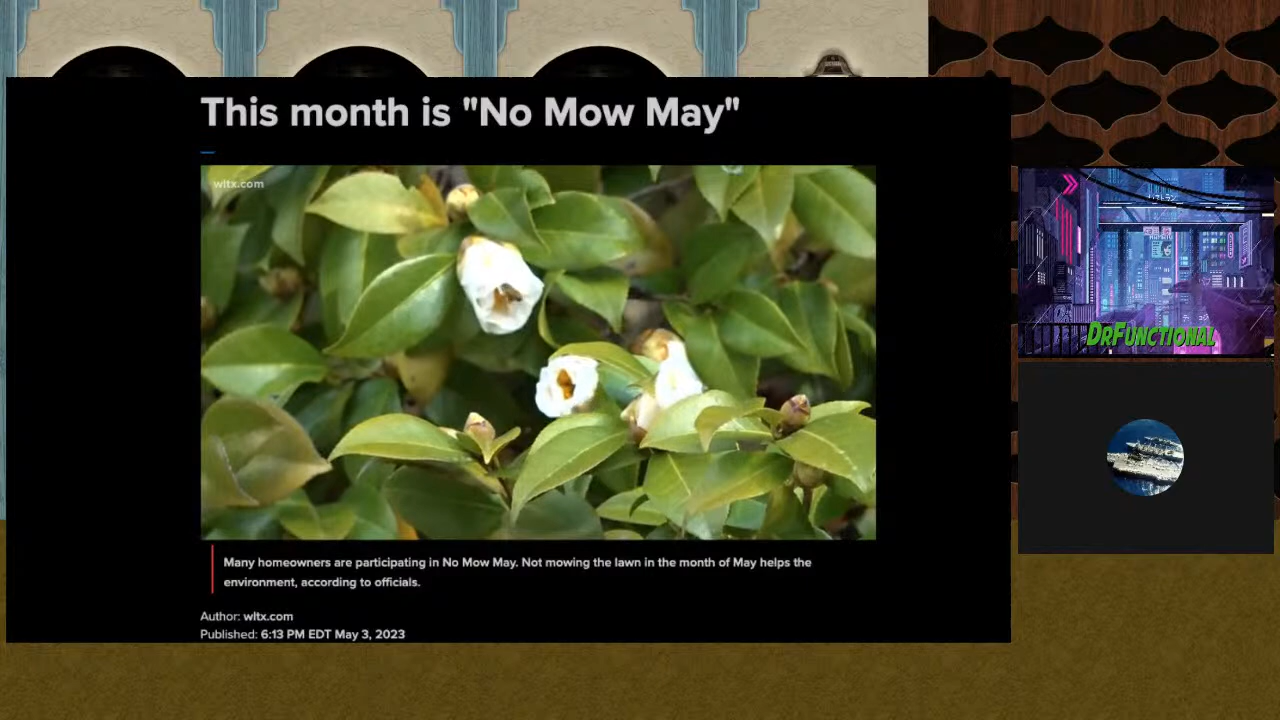 This month is "No Mow May"
wltx.com
DrFunctional
Many homeowners are participating in No Mow May. Not mowing the lawn in the month of May helps the
environment, according to officials.
Author: wltx.com
Published: 6:13 PM EDT May 3, 2023